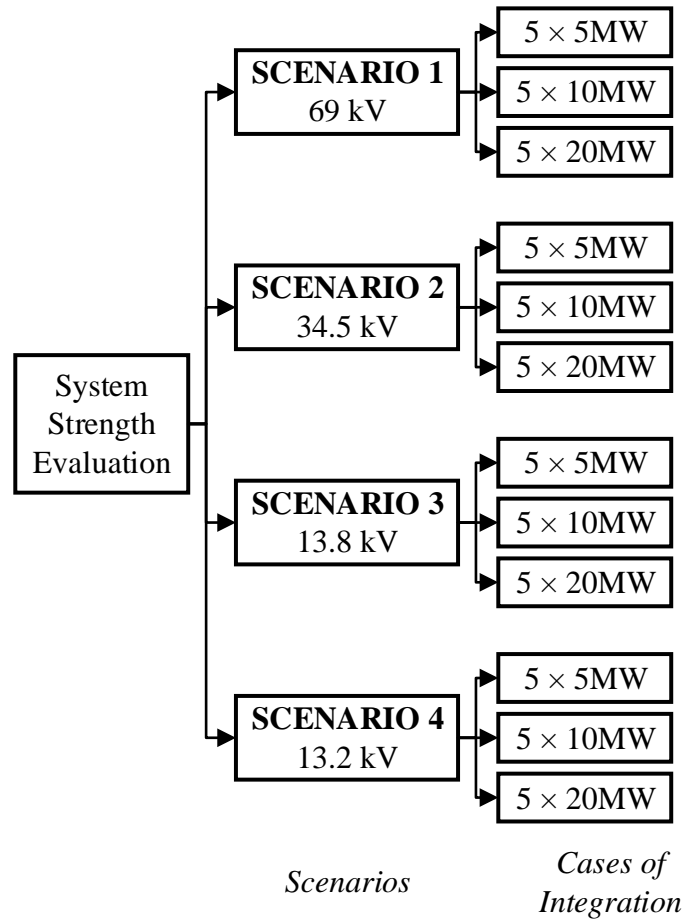 System
Strength
Evaluation
SCENARIO 1
69 kV
5 × 5MW
5 × 10MW
5 × 20MW
SCENARIO 2
34.5 kV
5 × 5MW
5 × 10MW
5 × 20MW
SCENARIO 3
13.8 kV
5 × 5MW
5 × 10MW
5 × 20MW
SCENARIO 4
13.2 kV
5 × 5MW
5 × 10MW
5 × 20MW
Scenarios
Cases of
Integration